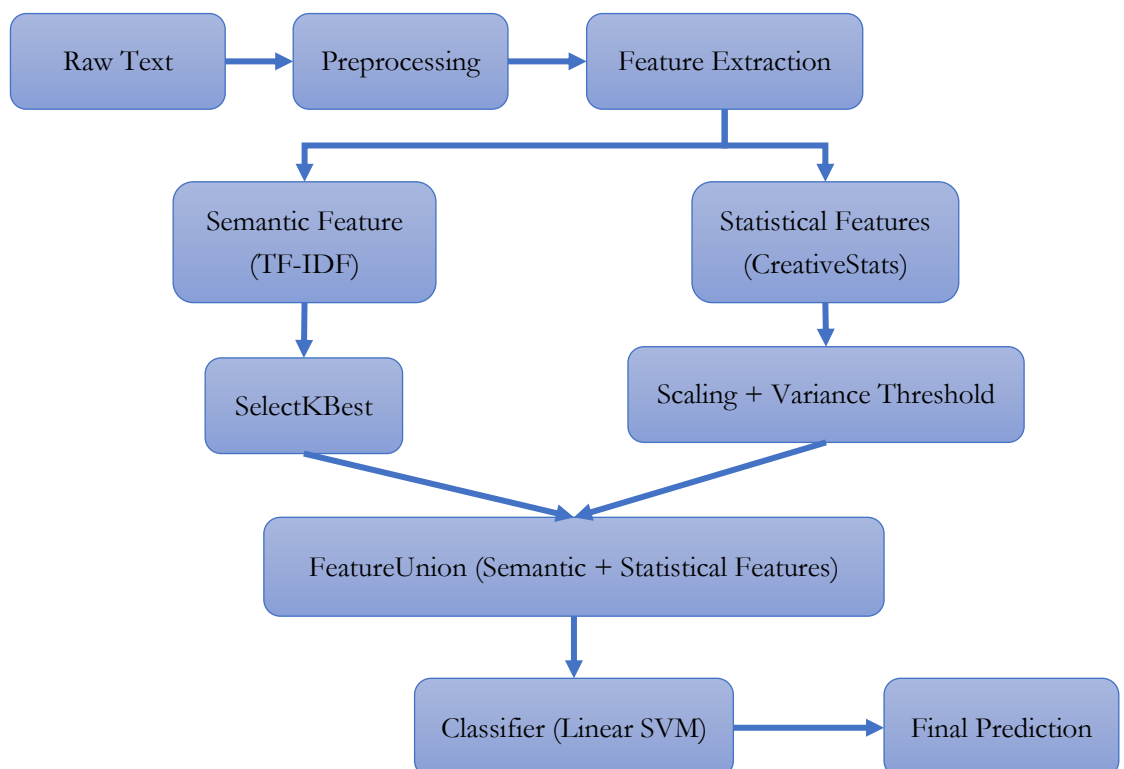 Raw Text
Preprocessing
Feature Extraction
Semantic Feature
(TF-IDF)
Statistical Features
(CreativeStats)
SelectKBest
Scaling + Variance Threshold
FeatureUnion (Semantic + Statistical Features)
Classifier (Linear SVM)
Final Prediction